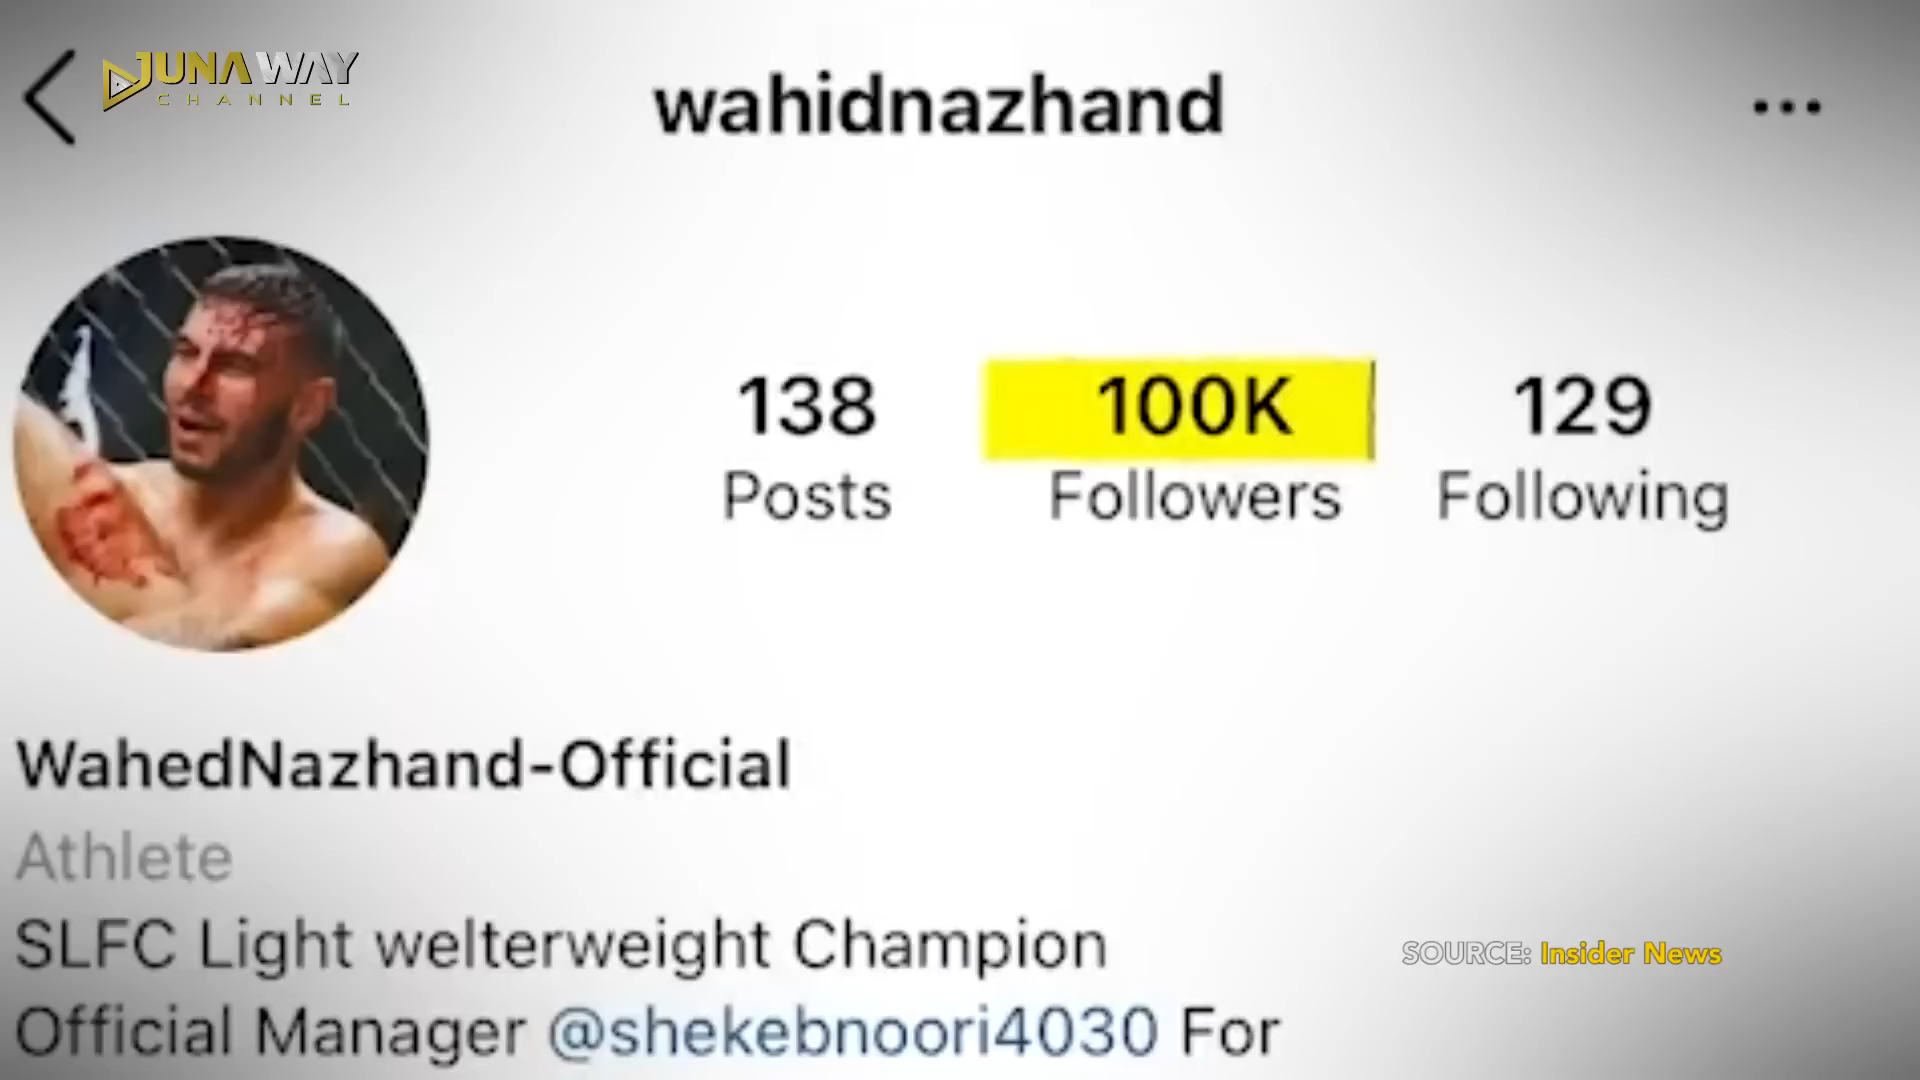 JUNAWAY
CHANNEL
wahidnazhand
138
100K
129
Posts
Followers
Following
WahedNazhand-Official
Athlete
SLFC Light welterweight Champion
Official Manager @shekebnoori4030 For
SOURCE: Insider News